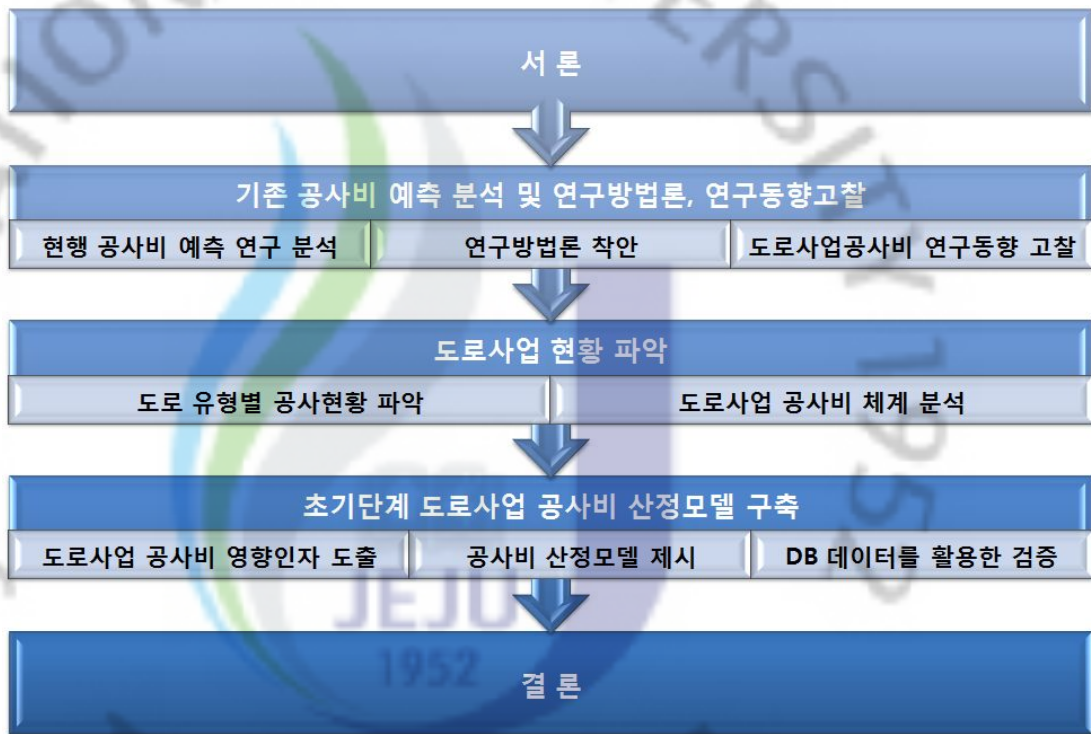 서 론
기존 공사비 예측 분석 및 연구방법론, 연구동향고찰
현행 공사비 예측 연구 분석
연구방법론 착안
도로사업공사비 연구동향 고찰
도로사업 현황 파악
도로 유형별 공사현황 파악
도로사업 공사비 체계 분석
초기단계 도로사업 공사비 산정모델 구축
도로사업 공사비 영향인자 도출
공사비 산정모델 제시
DB 데이터를 활용한 검증
JEJU
1952
결 론